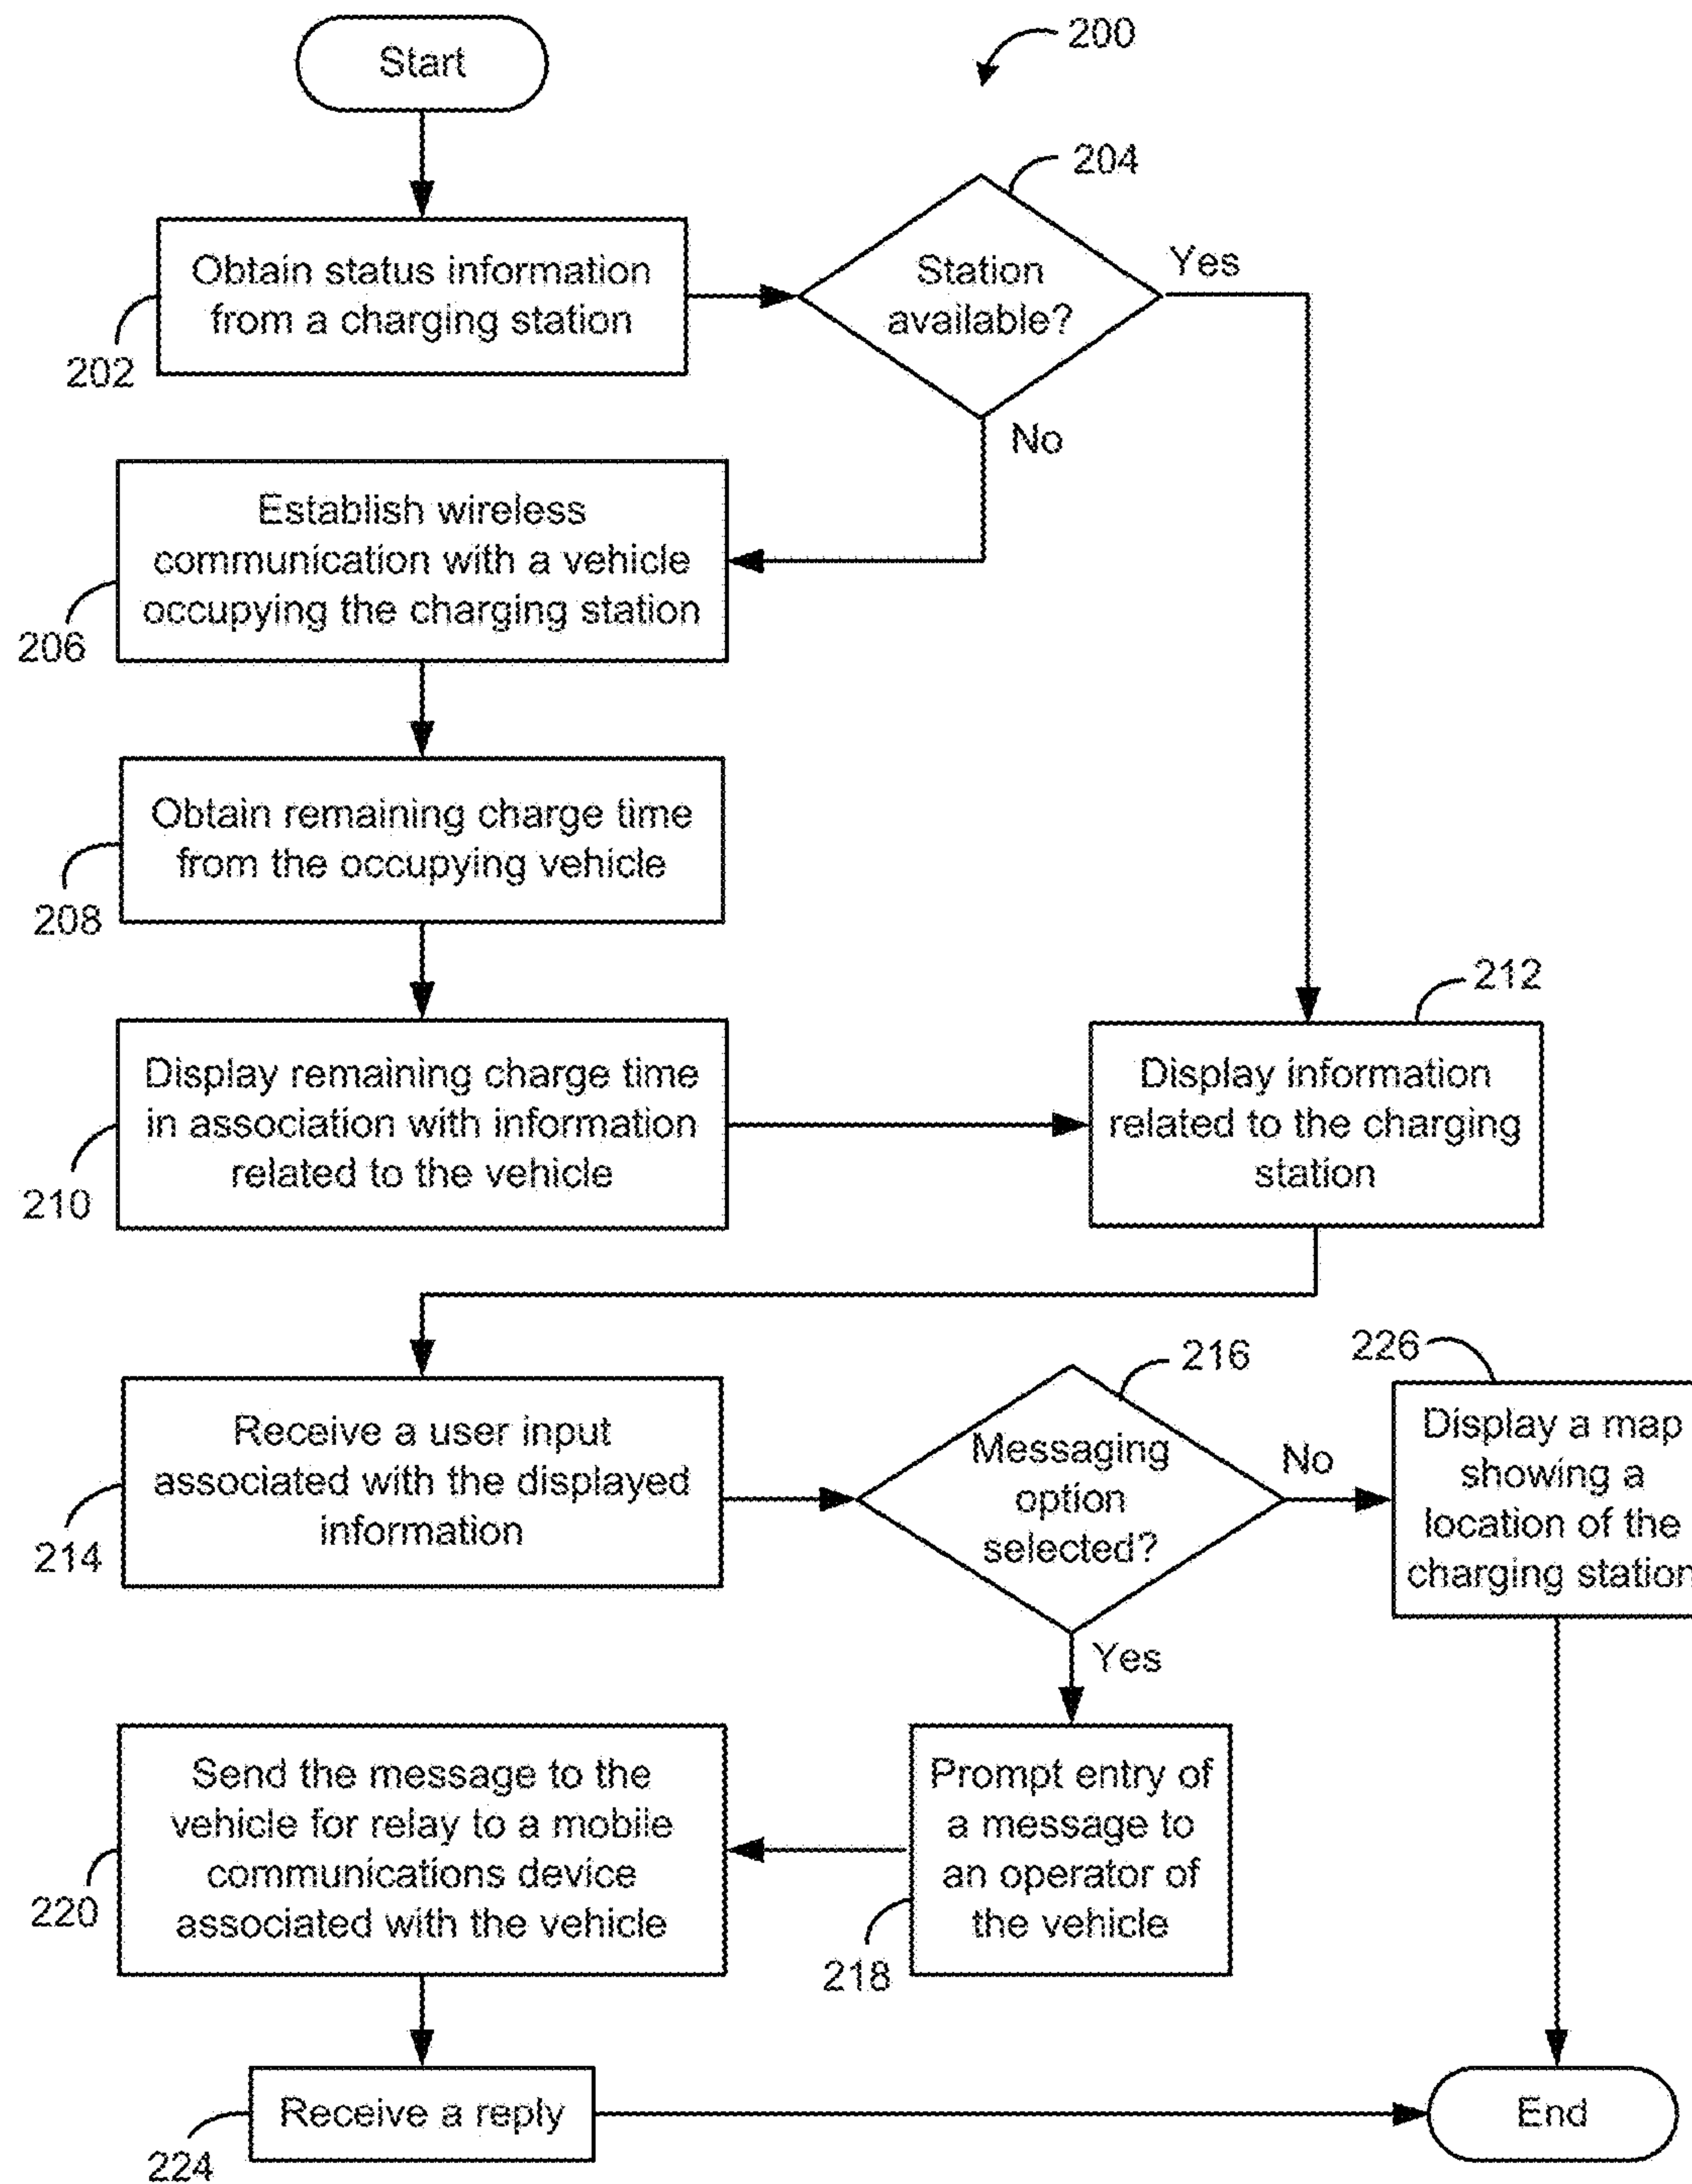 Start
200
204
Obtain status information
from a charging station
202
Station
available?
Yes
No
Establish wireless
communication with a vehicle
occupying the charging station
206
Obtain remaining charge time
from the occupying vehicle
208
212
Display remaining charge time
in association with information
related to the vehicle
210
Display information
related to the charging
station
216
226
Receive a user input
associated with the displayed
information
214
Messaging
option
selected?
No
Display a map
showing a
location of the
charging station
Yes
Send the message to the
vehicle for relay to a mobile
communications device
associated with the vehicle
220
Prompt entry of
a message to
an operator of
the vehicle
218
Receive a reply
224
End